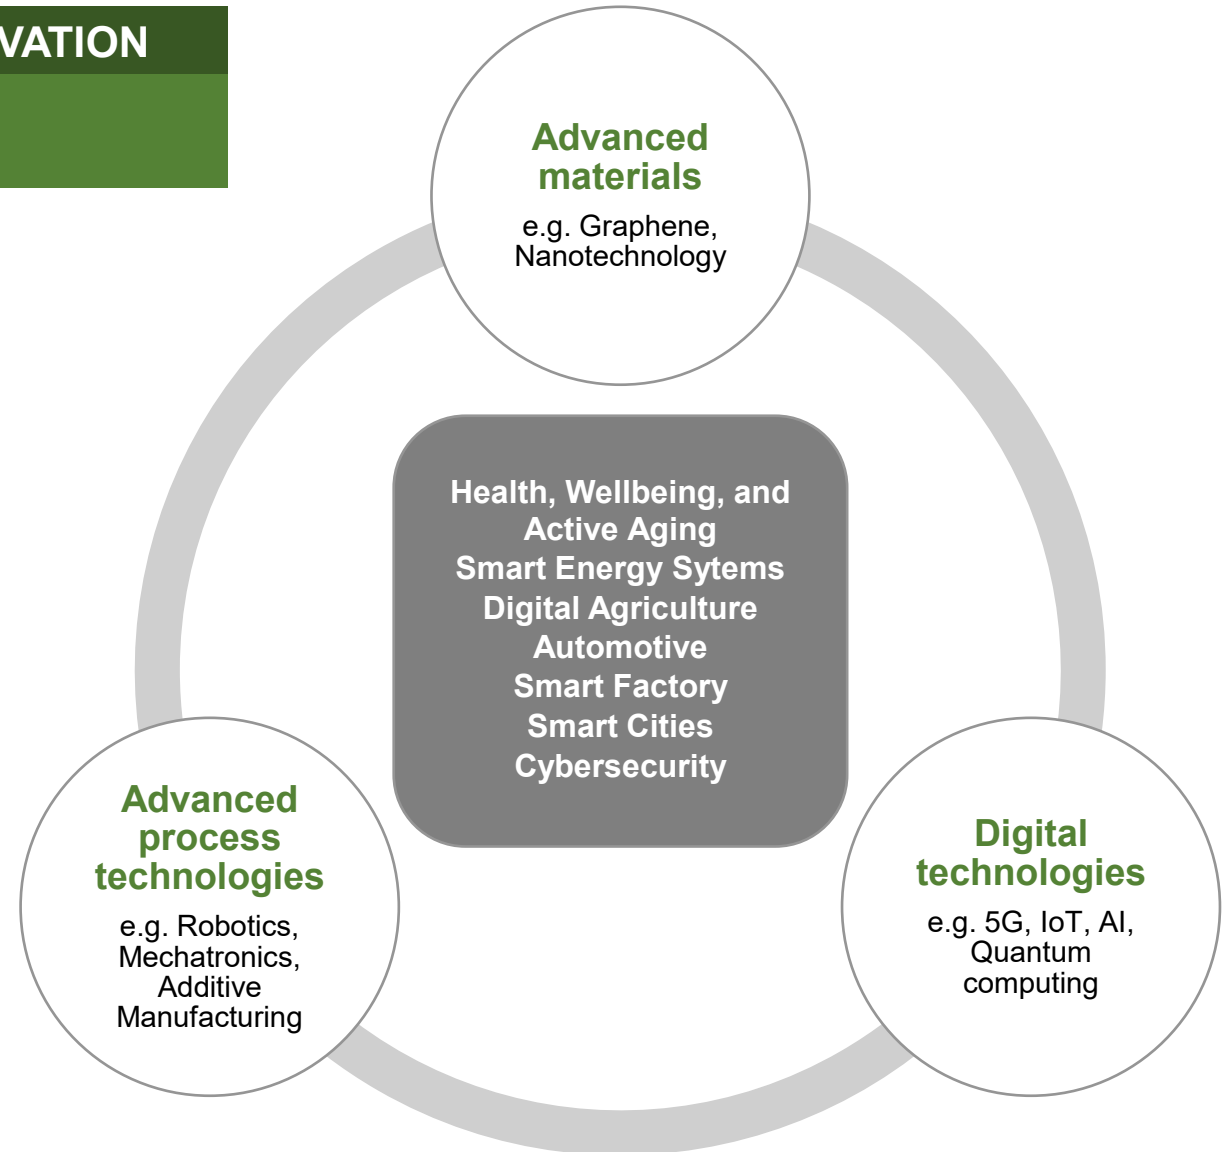 VATION
Advanced
materials
e.g. Graphene,
Nanotechnology
Health, Wellbeing, and
Active Aging
Smart Energy Sytems
Digital Agriculture
Automotive
Smart Factory
Smart Cities
Cybersecurity
Advanced
process
technologies
e.g. Robotics,
Mechatronics,
Additive
Manufacturing
Digital
technologies
e.g. 5G, IoT, AI,
Quantum
computing